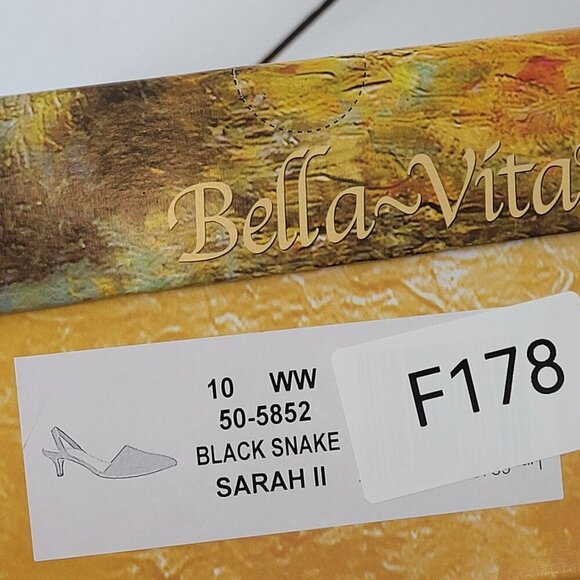 Bella~Vita
10 WW
50-5852
BLACK SNAKE
SARAH II
F178